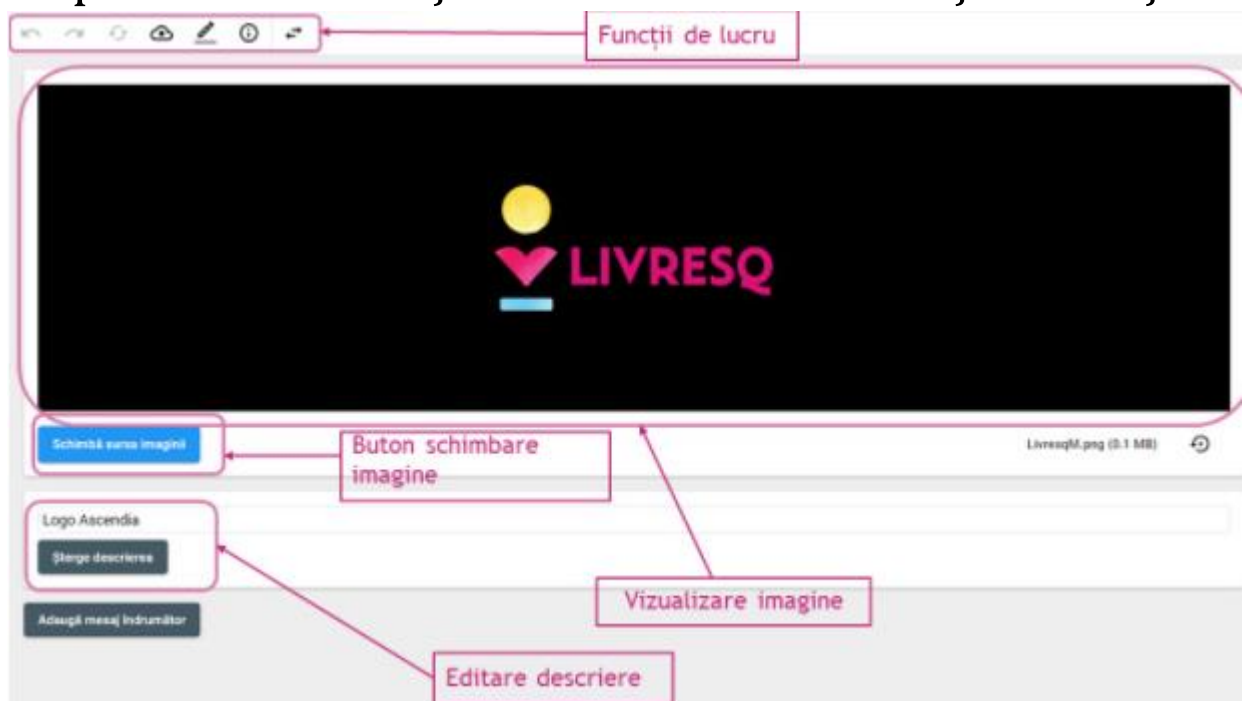 Funcții de lucru
LIVRESQ
Schimbă sursa imaginii
Buton schimbare
imagine
LivresqM.png (0.1 MB)
Logo Ascendia
Șterge descrierea
Vizualizare imagine
Adaugă mesaj îndrumător
Editare descriere